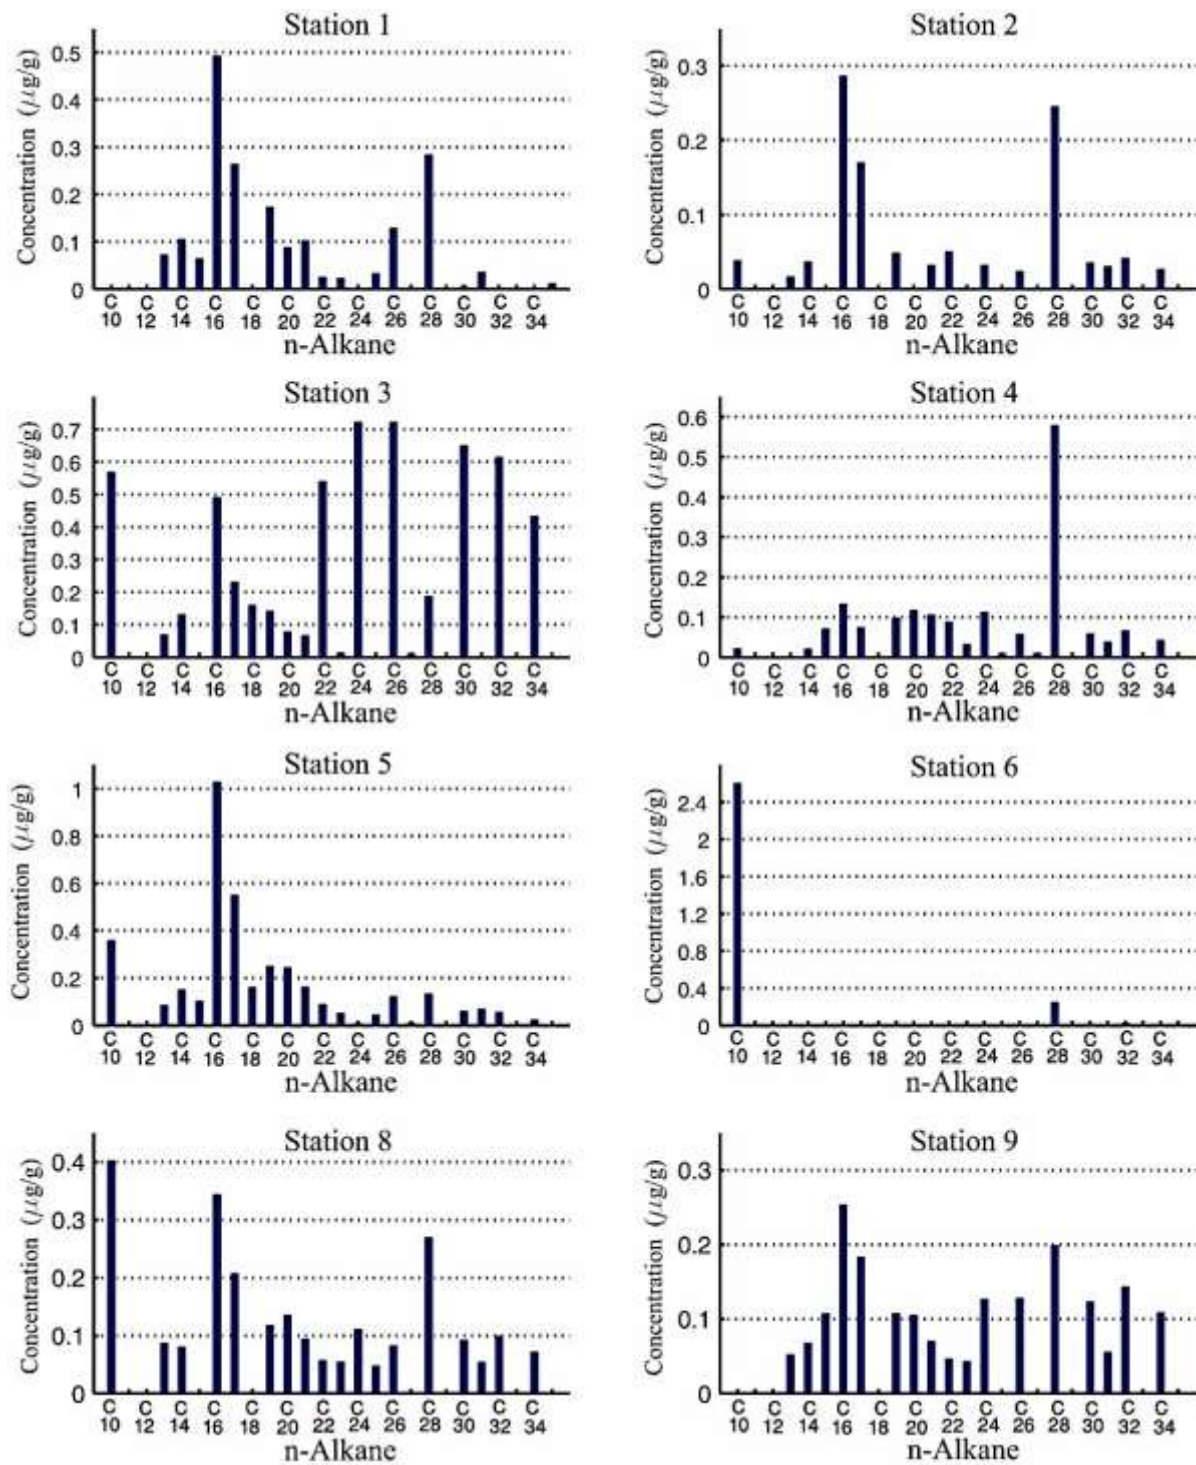 Station 1
Concentration (μg/g)
0.5
0.4
0.3
0.2
0.1
0
C C C C C C C C C C C C C
10 12 14 16 18 20 22 24 26 28 30 32 34
n-Alkane
Station 2
Concentration (μg/g)
0.3
0.2
0.1
0
C C C C C C C C C C C C C
10 12 14 16 18 20 22 24 26 28 30 32 34
n-Alkane
Station 3
Concentration (μg/g)
0.7
0.6
0.5
0.4
0.3
0.2
0.1
0
C C C C C C C C C C C C C
10 12 14 16 18 20 22 24 26 28 30 32 34
n-Alkane
Station 4
Concentration (μg/g)
0.6
0.5
0.4
0.3
0.2
0.1
0
C C C C C C C C C C C C C
10 12 14 16 18 20 22 24 26 28 30 32 34
n-Alkane
Station 5
Concentration (μg/g)
1
0.8
0.6
0.4
0.2
0
C C C C C C C C C C C C C
10 12 14 16 18 20 22 24 26 28 30 32 34
n-Alkane
Station 6
Concentration (μg/g)
2.4
2
1.6
1.2
0.8
0.4
0
C C C C C C C C C C C C C
10 12 14 16 18 20 22 24 26 28 30 32 34
n-Alkane
Station 8
Concentration (μg/g)
0.4
0.3
0.2
0.1
0
C C C C C C C C C C C C C
10 12 14 16 18 20 22 24 26 28 30 32 34
n-Alkane
Station 9
Concentration (μg/g)
0.3
0.2
0.1
0
C C C C C C C C C C C C C
10 12 14 16 18 20 22 24 26 28 30 32 34
n-Alkane